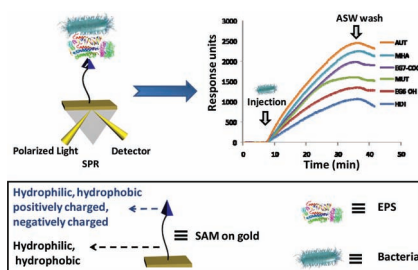 ASW wash
Response units
3000
2500
2000
1500
1000
500
0
AUT
MHA
EG7-COO
MUT
EG6 OH
HDT
Injection
0 10 20 30 40 50
Time (min)
Polarized Light
Detector
SPR
Hydrophilic, hydrophobic
positively charged,
negatively charged
Hydrophilic,
hydrophobic
≡ SAM on gold
≡ EPS
≡ Bacteria